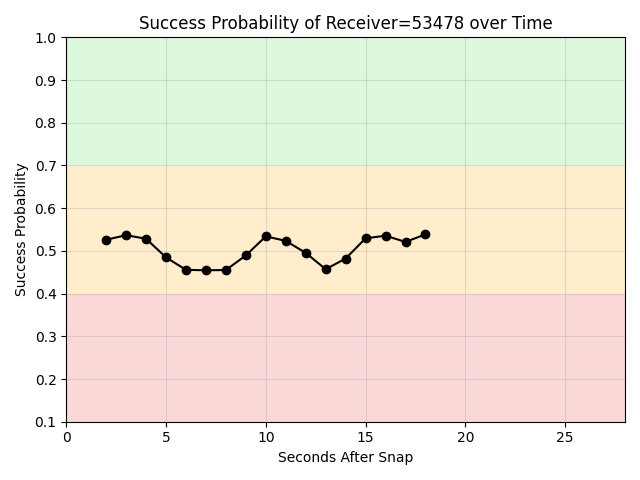 Success Probability of Receiver=53478 over Time
1.0
0.9
0.8
0.7
0.6
0.5
0.4
0.3
0.2
0.1
Success Probability
0 5 10 15 20 25
Seconds After Snap